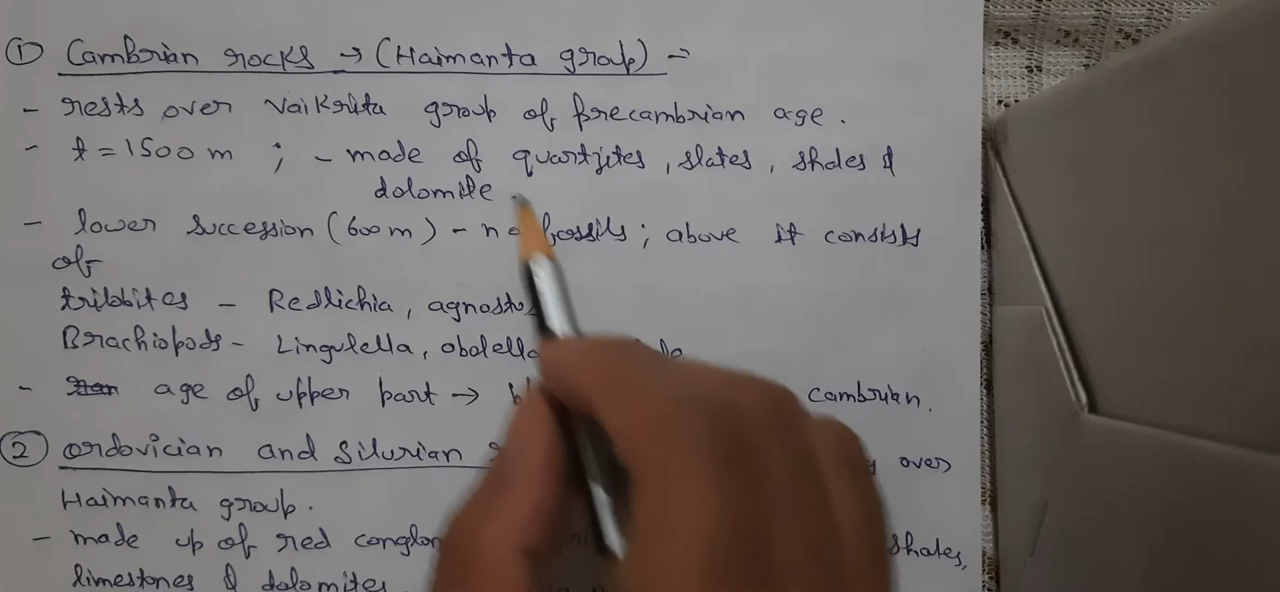 ① Cambrian rocks → (Haimanta group) -
- rests over Vaikrita group of precambrian age.
- t = 1500 m ; - made of quartzites, slates, shales &
dolomite
- lower succession (600 m) - no fossils ; above it consists
of
trilobites - Redlichia, agnostus
Brachiopods - Lingulella, obolella
- age of upper part → cambrian.
② ordovician and Silurian over
Haimanta group.
- made up of red conglom shales,
limestones & dolomites.